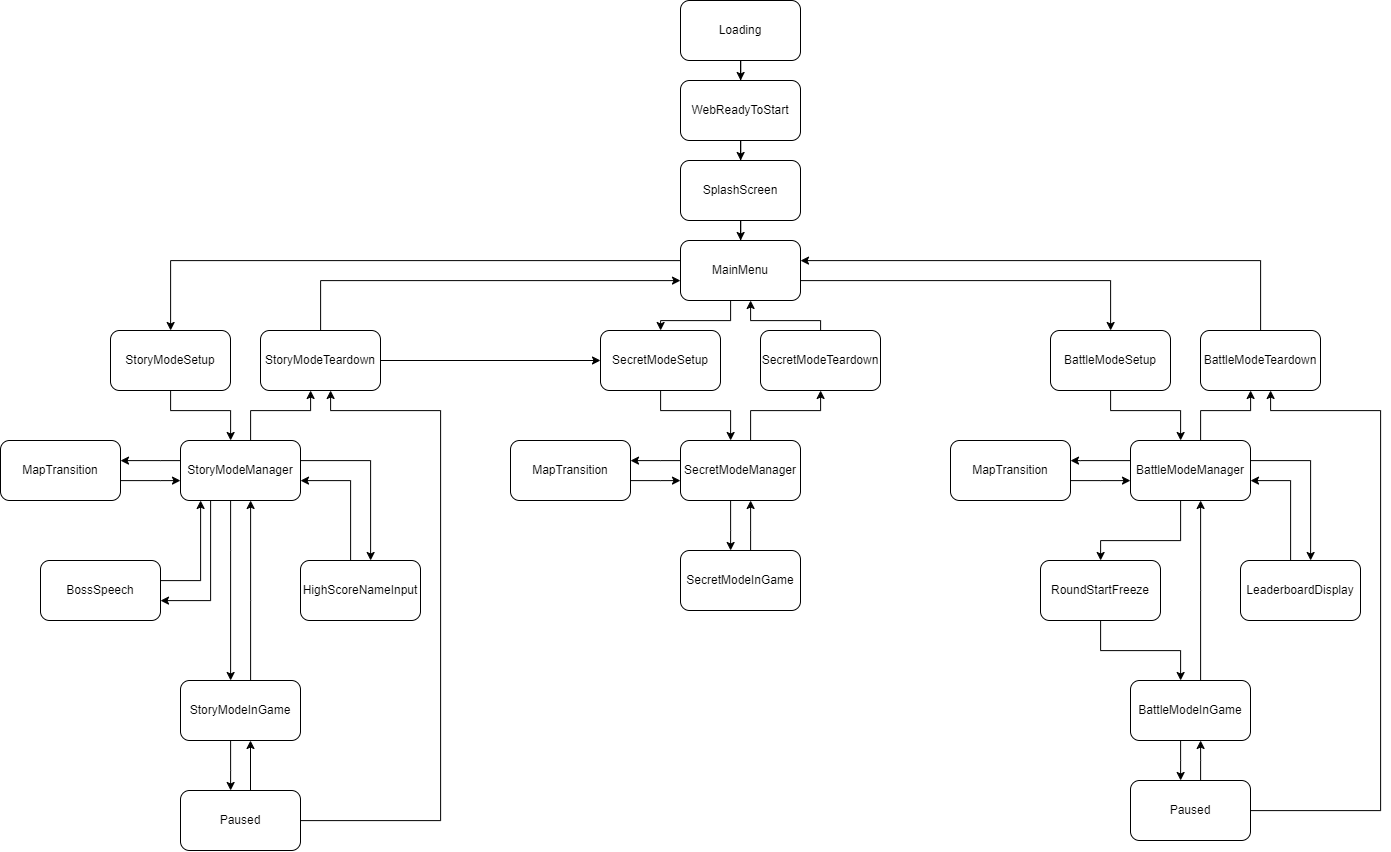 Loading
WebReadyToStart
SplashScreen
MainMenu
StoryModeSetup
StoryModeTeardown
SecretModeSetup
SecretModeTeardown
BattleModeSetup
BattleModeTeardown
MapTransition
StoryModeManager
MapTransition
SecretModeManager
MapTransition
BattleModeManager
BossSpeech
HighScoreNameInput
SecretModeInGame
RoundStartFreeze
LeaderboardDisplay
StoryModeInGame
BattleModeInGame
Paused
Paused